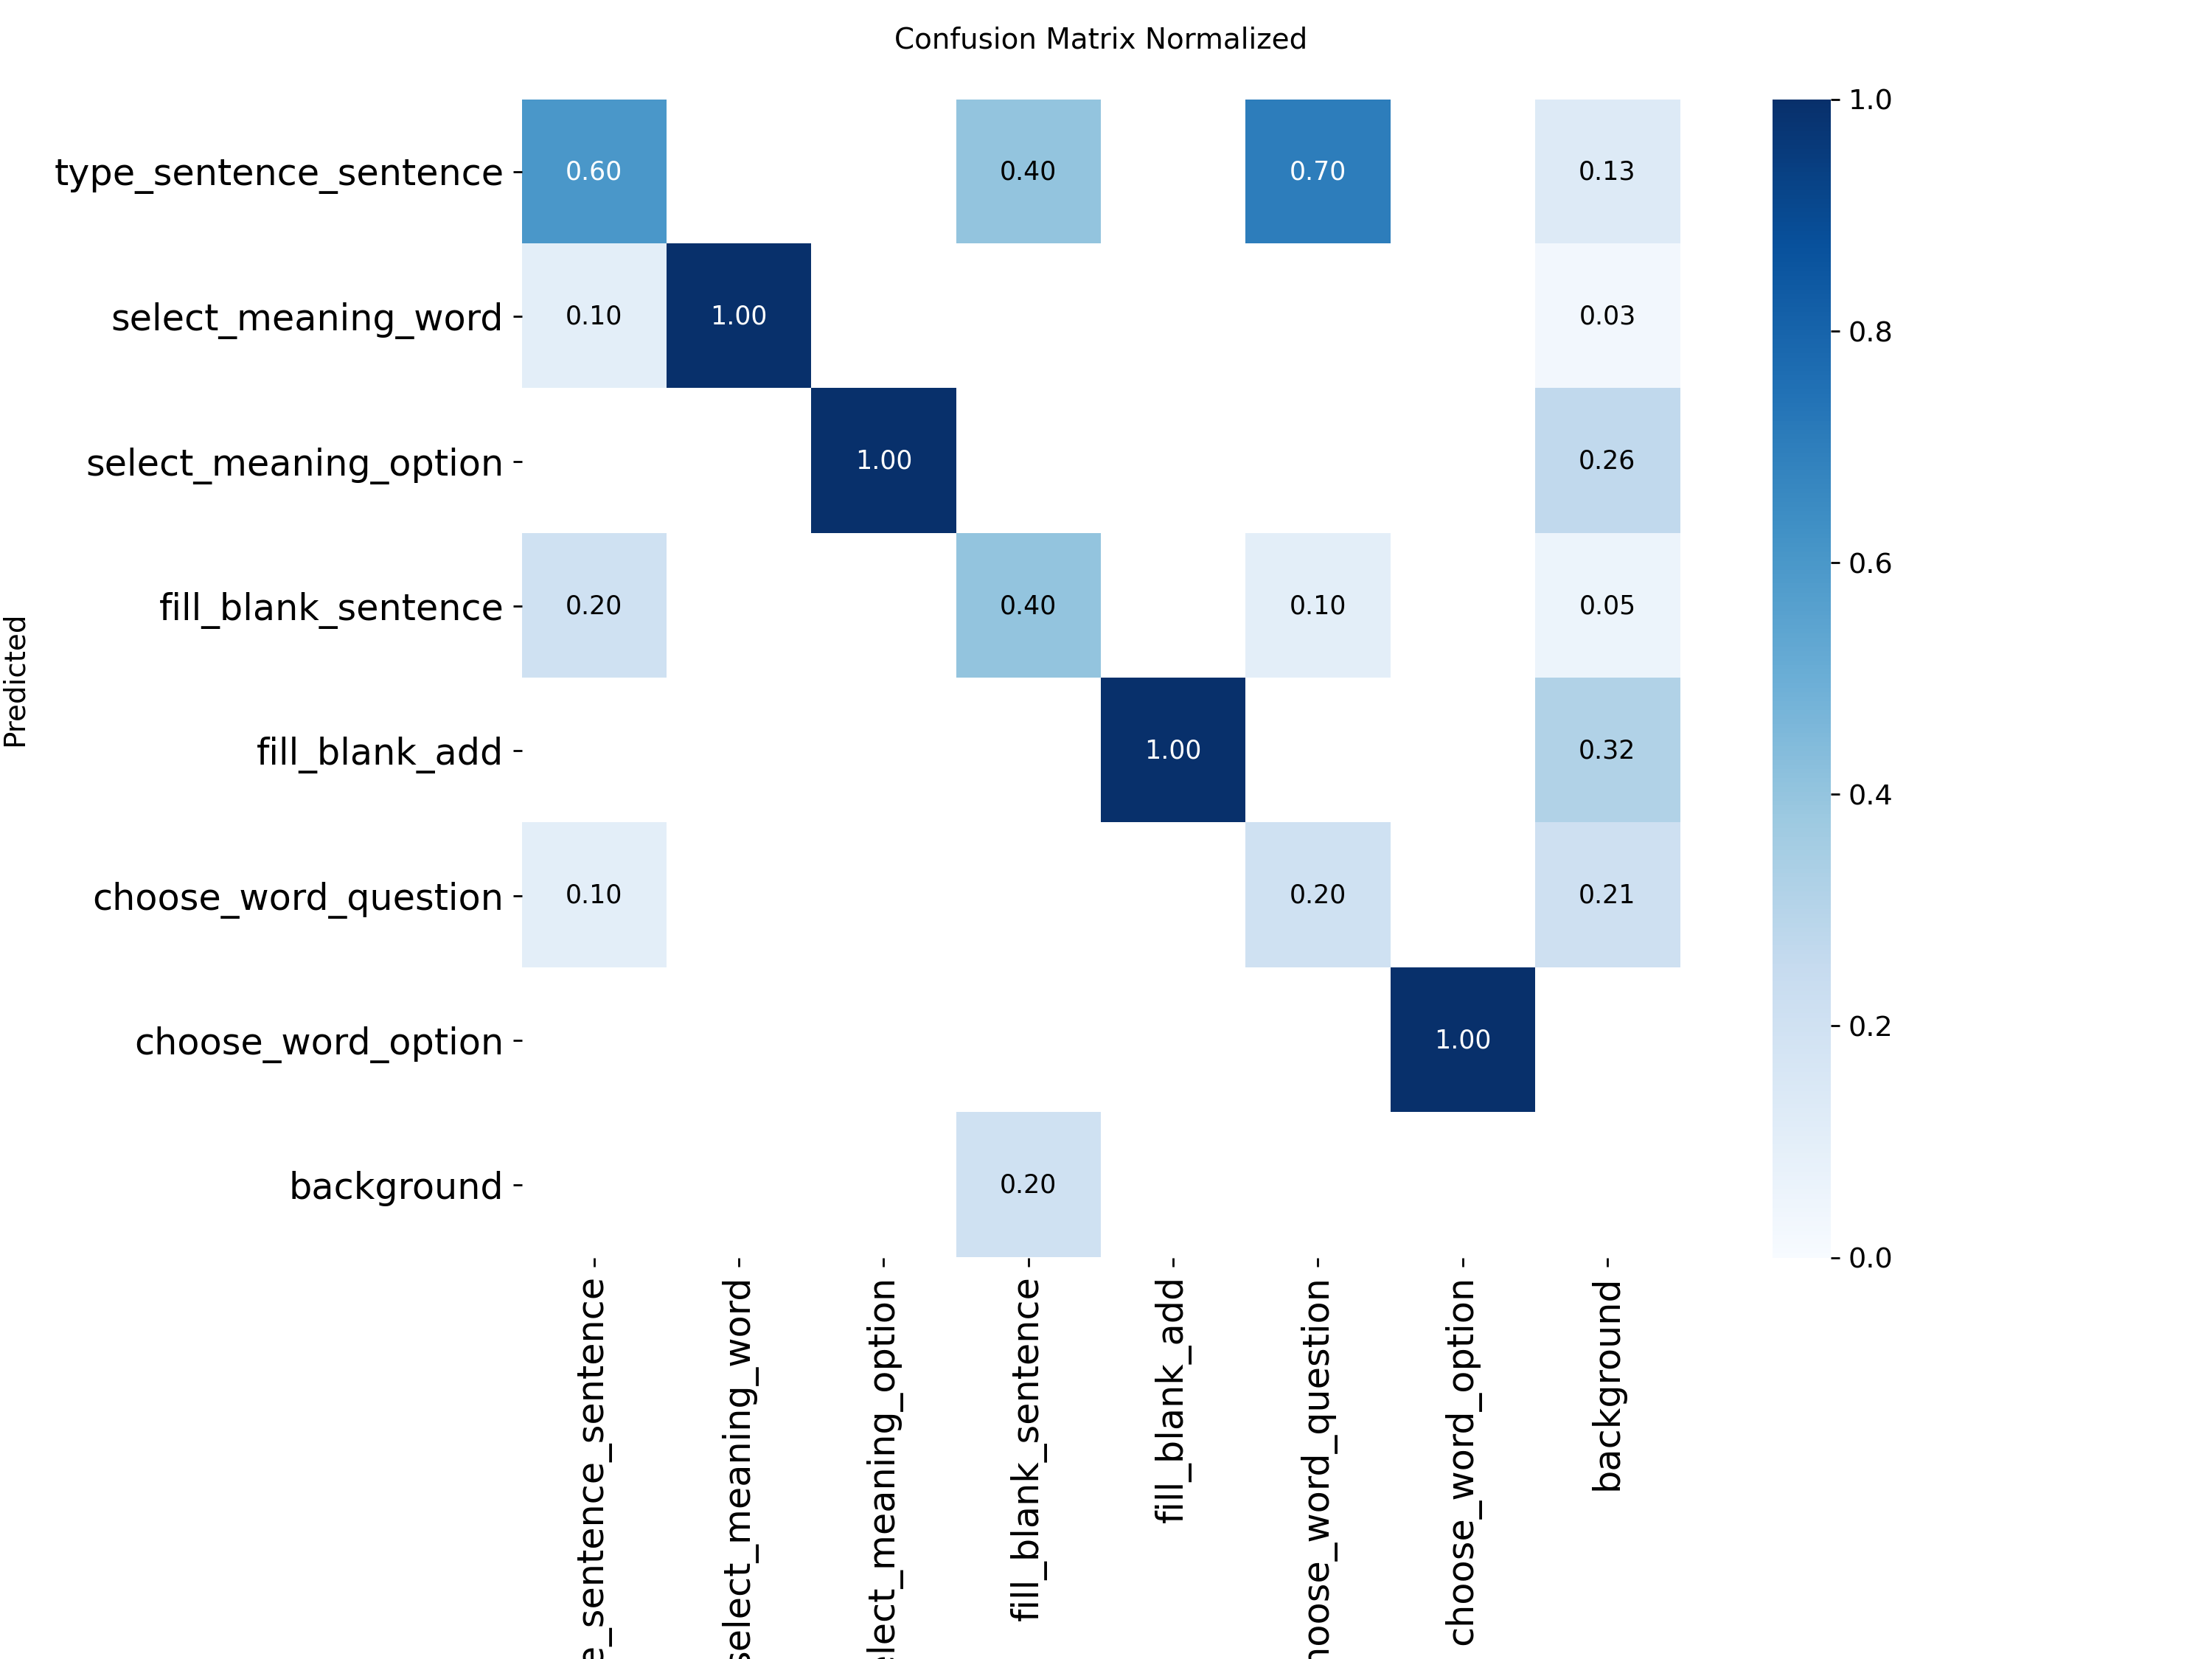 Confusion Matrix Normalized
type_sentence_sentence
0.60
0.40
0.70
0.13
select_meaning_word
0.10
1.00
0.03
select_meaning_option
1.00
0.26
fill_blank_sentence
0.20
0.40
0.10
0.05
fill_blank_add
1.00
0.32
choose_word_question
0.10
0.20
0.21
choose_word_option
1.00
background
0.20
Predicted
e_sentence_sentence
select_meaning_word
elect_meaning_option
fill_blank_sentence
fill_blank_add
hoose_word_question
choose_word_option
background
1.0
0.8
0.6
0.4
0.2
0.0